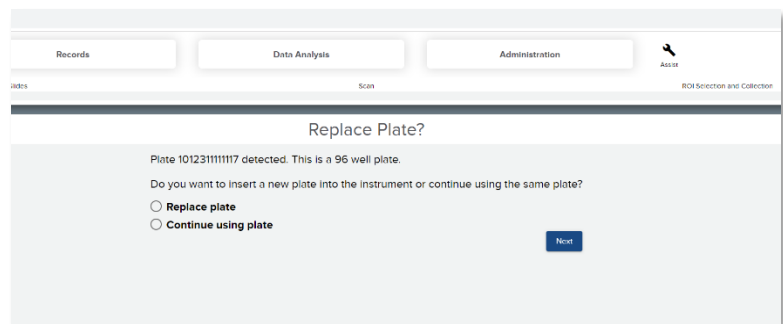 Records Data Analysis Administration
Assist
Slides Scan ROI Selection and Collection
Replace Plate?
Plate 1012311111117 detected. This is a 96 well plate.
Do you want to insert a new plate into the instrument or continue using the same plate?
Replace plate
Continue using plate
Next